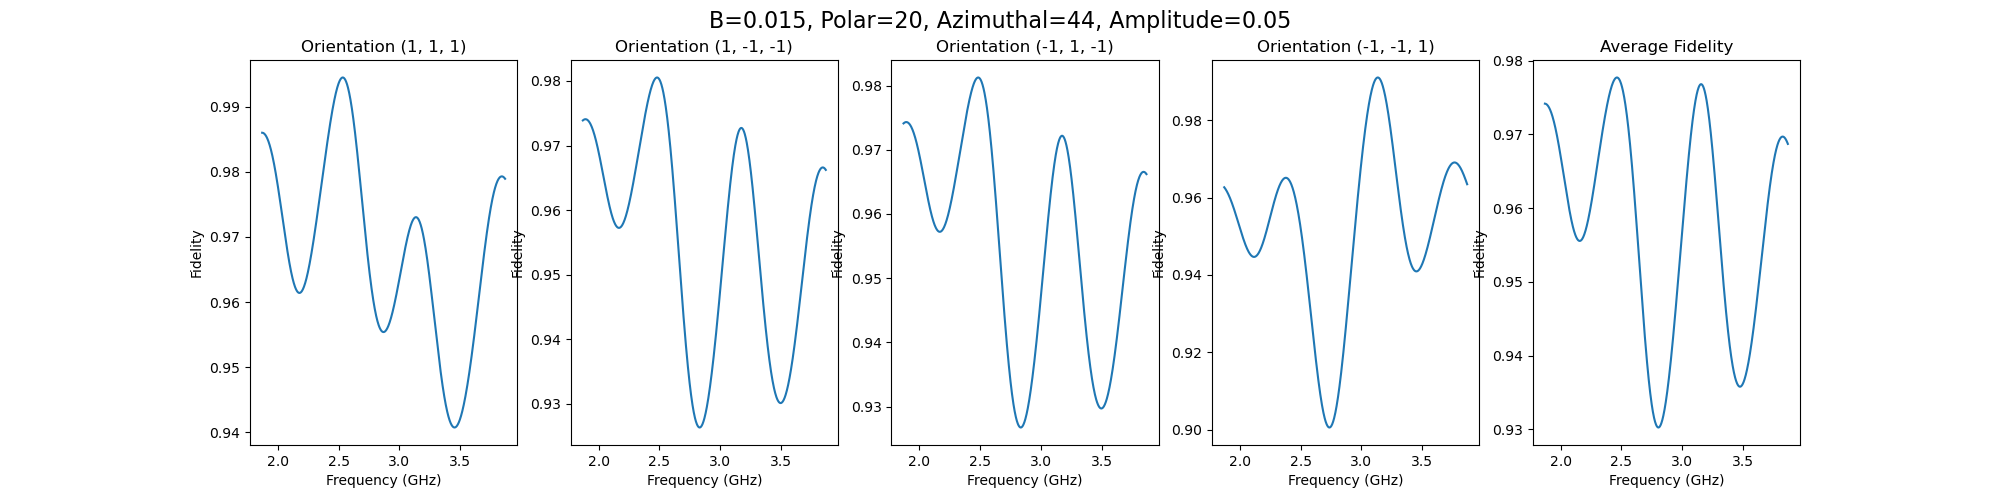 B=0.015, Polar=20, Azimuthal=44, Amplitude=0.05
Orientation (1, 1, 1)
Fidelity
0.99
0.98
0.97
0.96
0.95
0.94
2.0 2.5 3.0 3.5
Frequency (GHz)
Orientation (1, -1, -1)
Fidelity
0.98
0.97
0.96
0.95
0.94
0.93
2.0 2.5 3.0 3.5
Frequency (GHz)
Orientation (-1, 1, -1)
Fidelity
0.98
0.97
0.96
0.95
0.94
0.93
2.0 2.5 3.0 3.5
Frequency (GHz)
Orientation (-1, -1, 1)
Fidelity
0.98
0.96
0.94
0.92
0.90
2.0 2.5 3.0 3.5
Frequency (GHz)
Average Fidelity
Fidelity
0.98
0.97
0.96
0.95
0.94
0.93
2.0 2.5 3.0 3.5
Frequency (GHz)